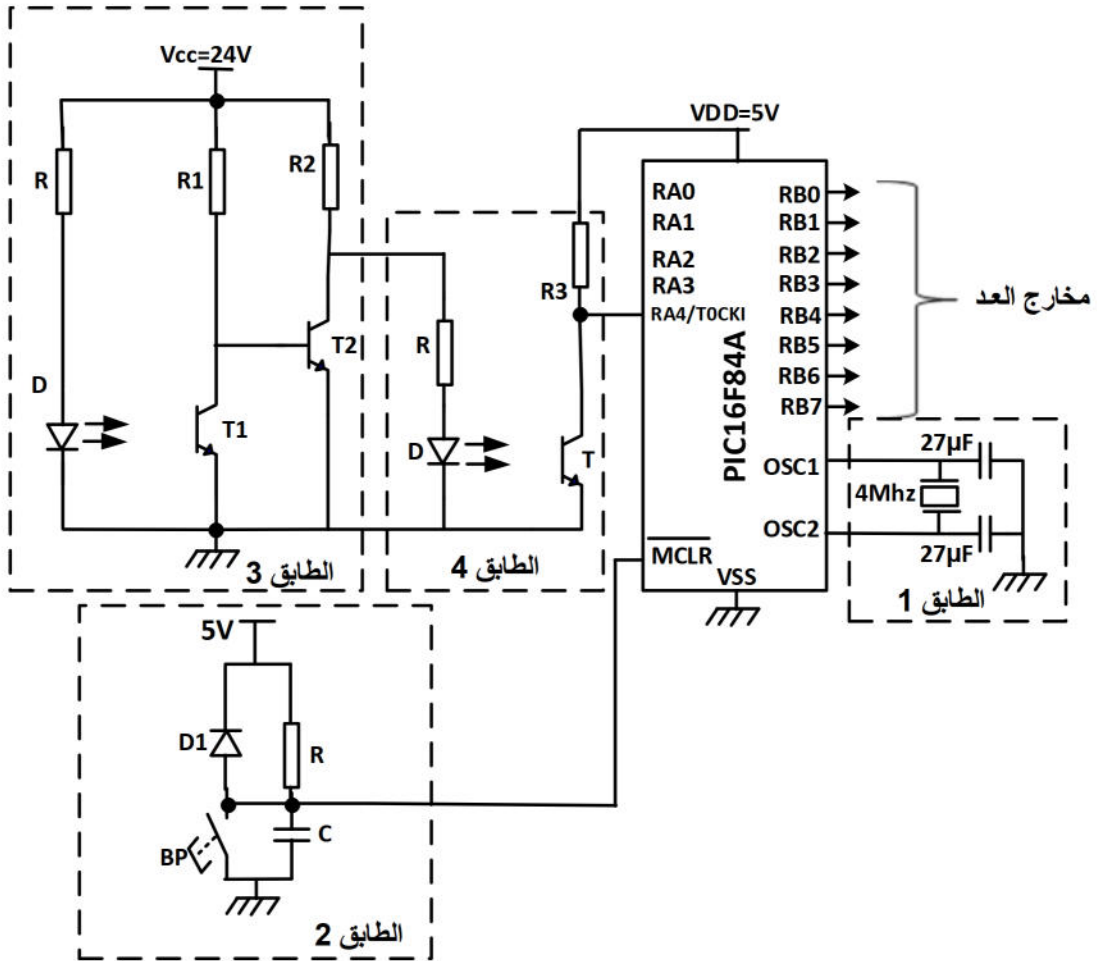 Vcc=24V
R
R1
R2
D
T1
T2
الطابق 3
R
D
R3
T
الطابق 4
VDD=5V
RA0
RA1
RA2
RA3
RA4/T0CKI
MCLR
VSS
PIC16F84A
RB0
RB1
RB2
RB3
RB4
RB5
RB6
RB7
OSC1
OSC2
مخارج العد
27µF
4Mhz
27µF
الطابق 1
5V
D1
R
C
BP
الطابق 2